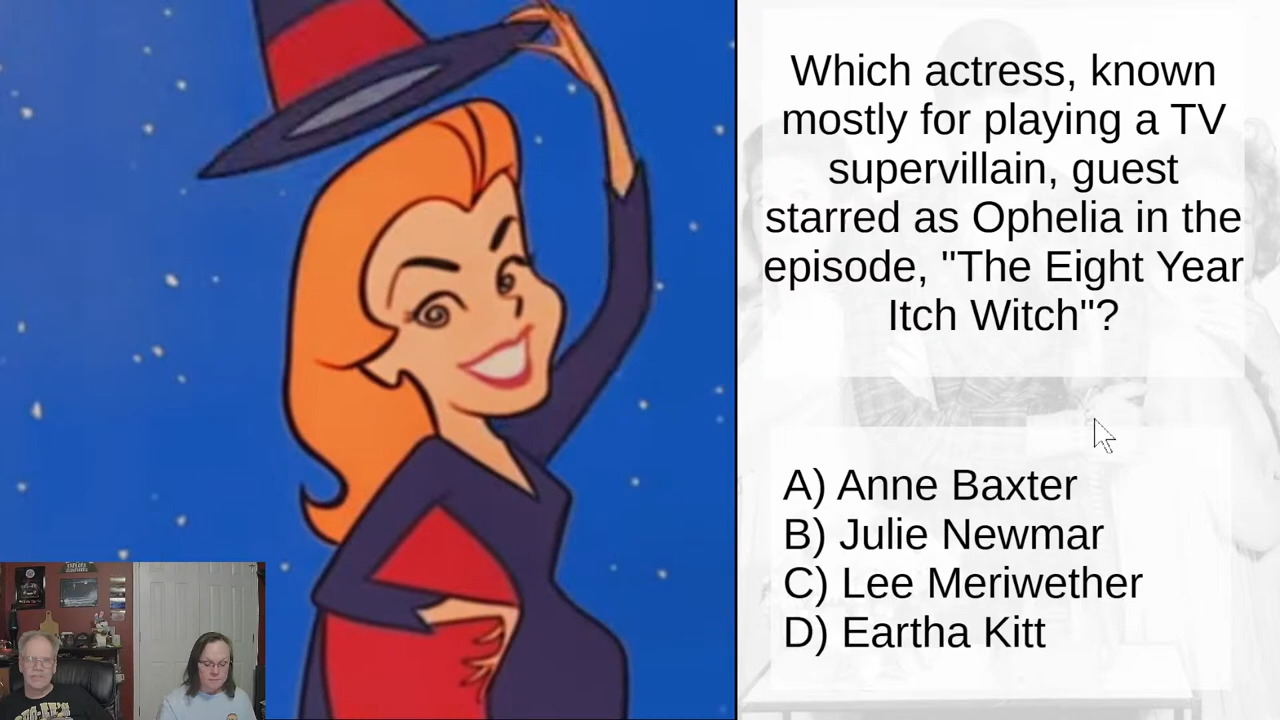 Which actress, known
mostly for playing a TV
supervillain, guest
starred as Ophelia in the
episode, "The Eight Year
Itch Witch"?
A) Anne Baxter
B) Julie Newmar
C) Lee Meriwether
D) Eartha Kitt